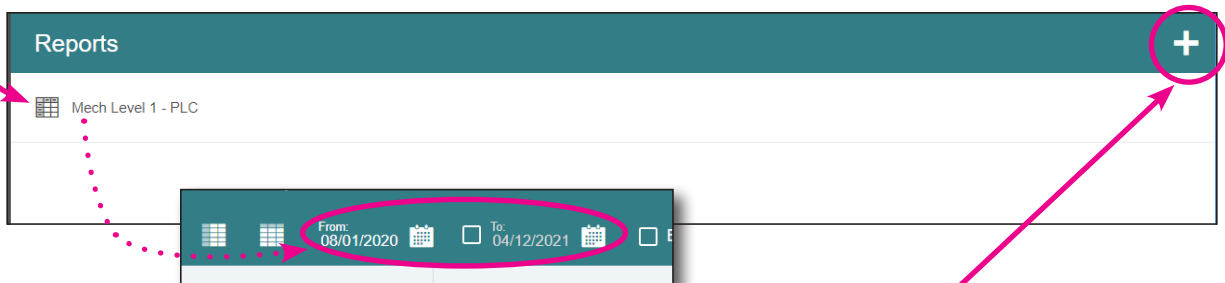 Reports
Mech Level 1 - PLC
From:
08/01/2020
To:
04/12/2021